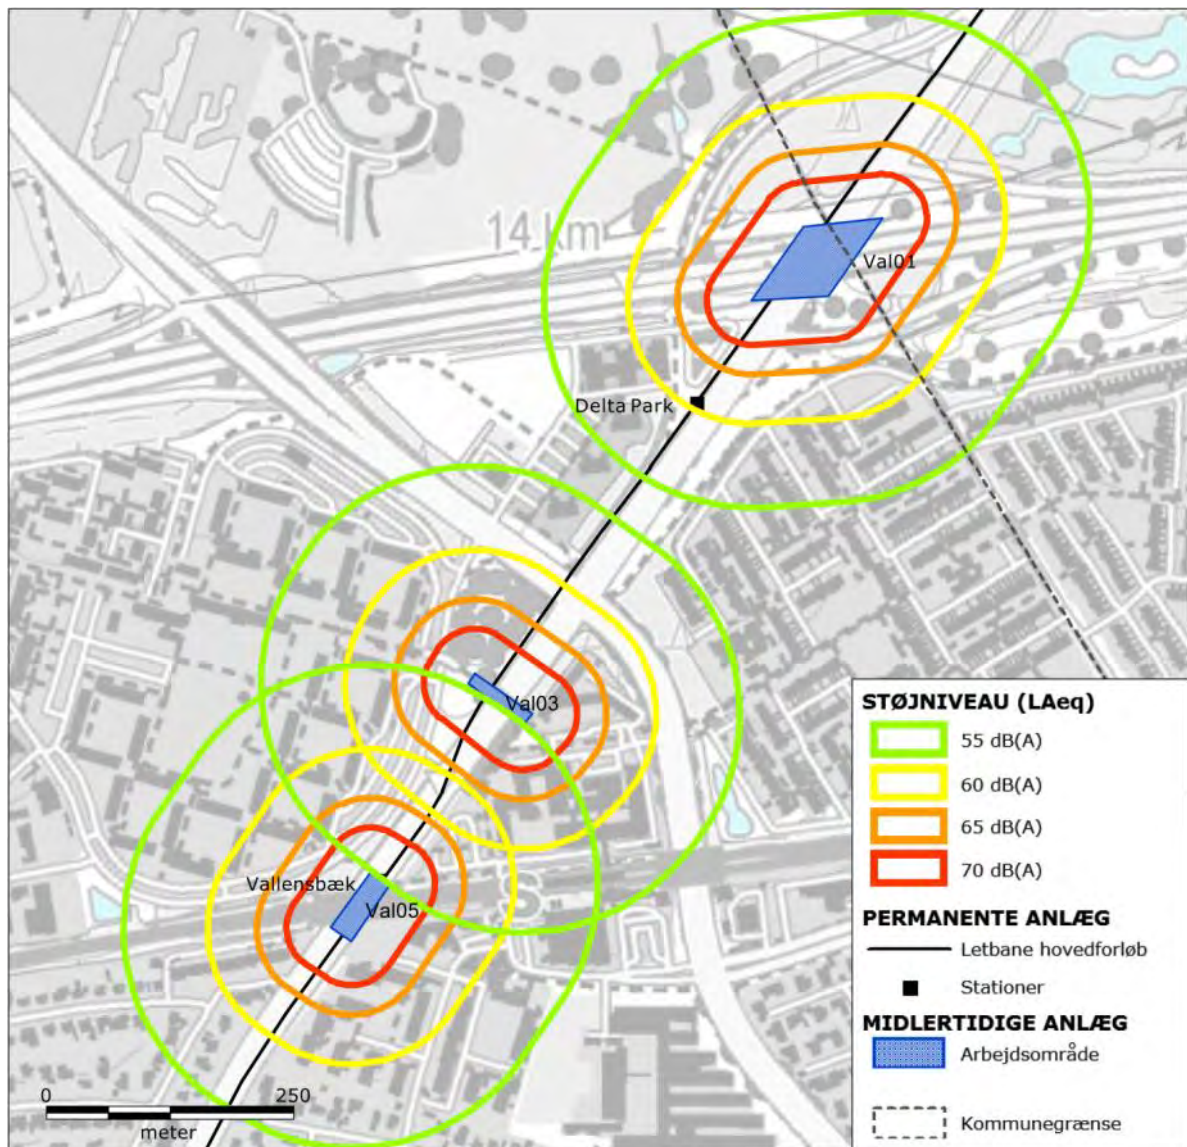 14 km
Val01
Delta Park
Val03
Vallensbæk
Val05
S
0 250
meter
STØJNIVEAU (LAeq)
55 dB(A)
60 dB(A)
65 dB(A)
70 dB(A)
PERMANENTE ANLÆG
Letbane hovedforløb
Stationer
MIDLERTIDIGE ANLÆG
Arbejdsområde
Kommunegrænse